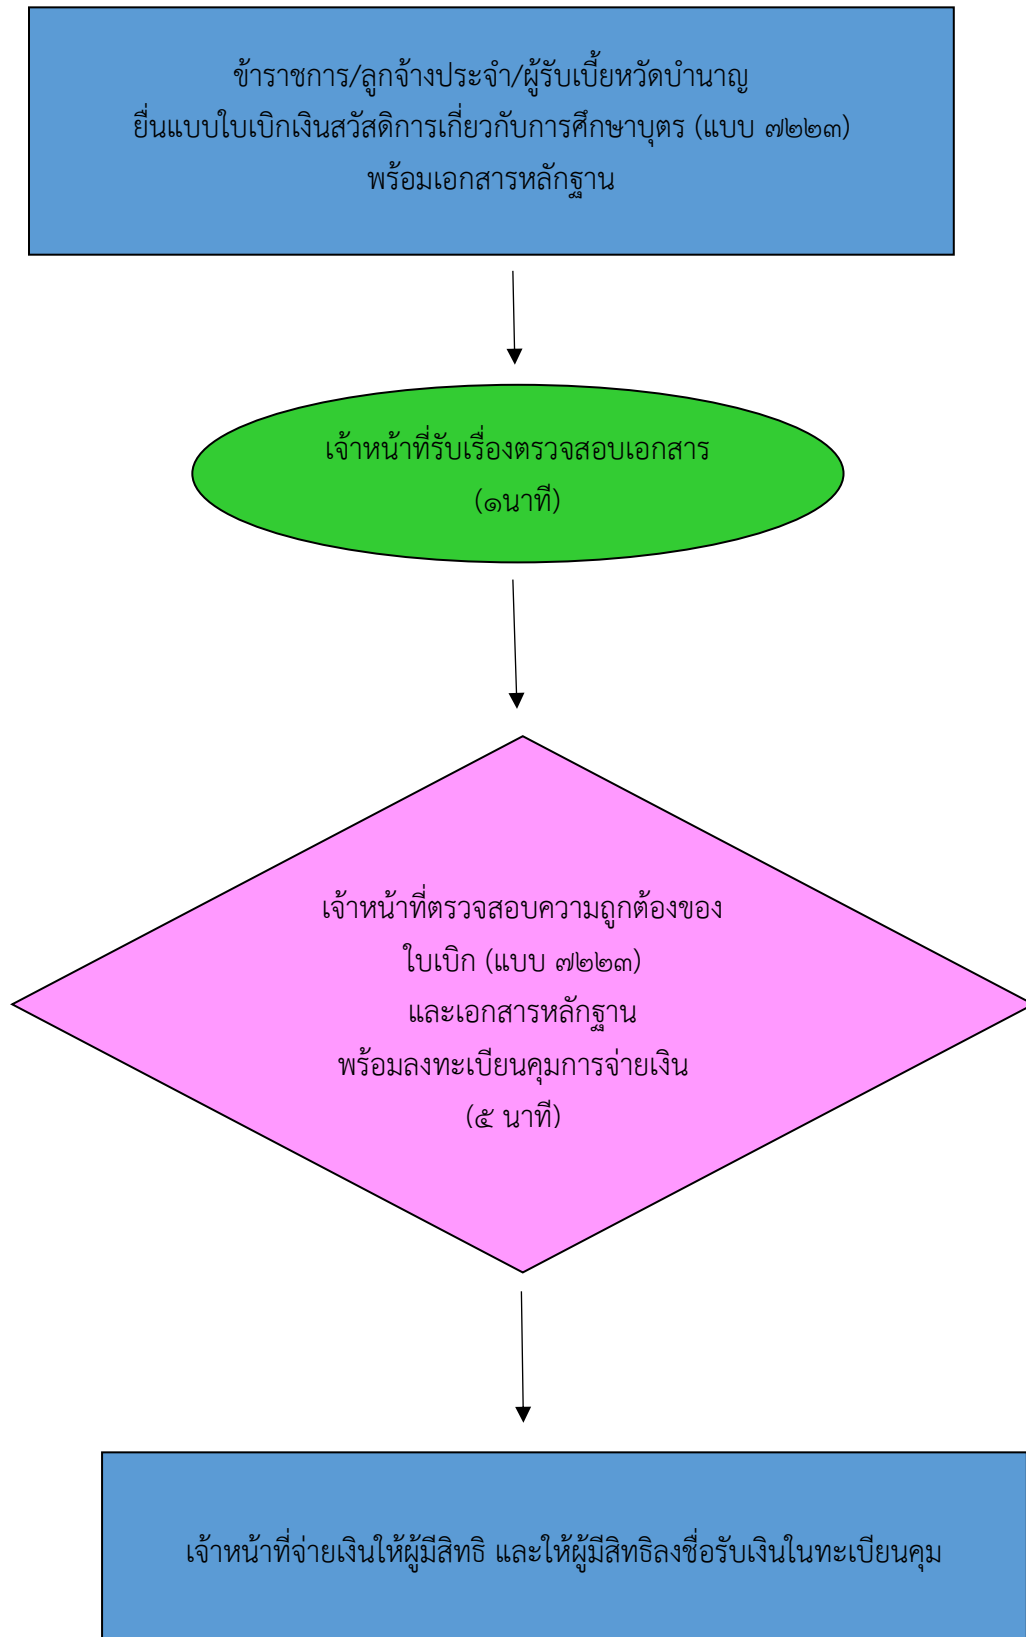 ข้าราชการ/ลูกจ้างประจำ/ผู้รับเบี้ยหวัดบำนาญ
ยื่นแบบใบเบิกเงินสวัสดิการเกี่ยวกับการศึกษาบุตร (แบบ ๗๒๒๓)
พร้อมเอกสารหลักฐาน
เจ้าหน้าที่รับเรื่องตรวจสอบเอกสาร
(๑นาที)
เจ้าหน้าที่ตรวจสอบความถูกต้องของ
ใบเบิก (แบบ ๗๒๒๓)
และเอกสารหลักฐาน
พร้อมลงทะเบียนคุมการจ่ายเงิน
(๕ นาที)
เจ้าหน้าที่จ่ายเงินให้ผู้มีสิทธิ และให้ผู้มีสิทธิลงชื่อรับเงินในทะเบียนคุม